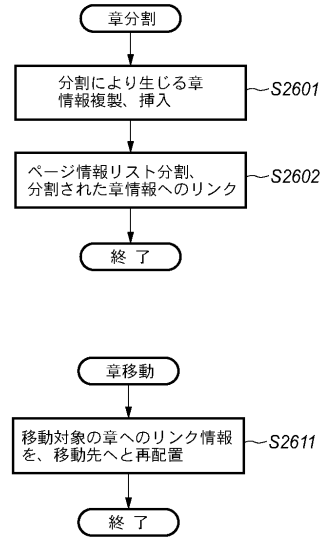 章分割
分割により生じる章
情報複製、挿入
S2601
ページ情報リスト分割、
分割された章情報へのリンク
S2602
終 了
章移動
移動対象の章へのリンク情報
を、移動先へと再配置
S2611
終 了